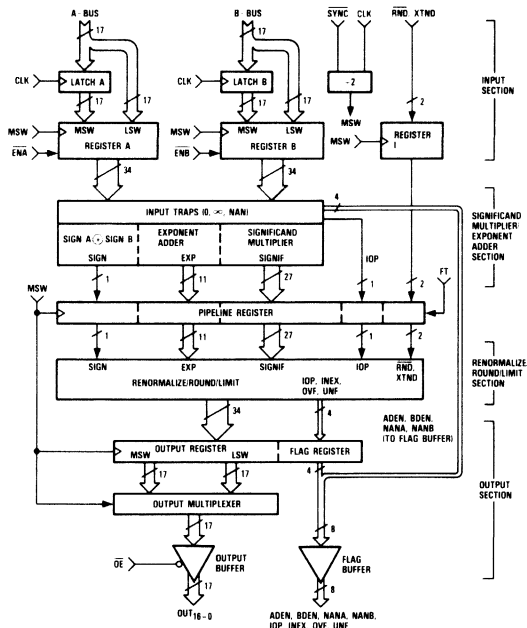 A-BUS B-BUS SYNC CLK RND, XTND
17 17
CLK LATCH A CLK LATCH B ÷2
17 17 17 17 MSW 2
INPUT
SECTION
MSW MSW LSW MSW LSW MSW REGISTER
ENA REGISTER A ENB REGISTER B I
34 34
INPUT TRAPS (0, ∞, NAN) 4
SIGN A SIGN B EXPONENT SIGNIFICAND
ADDER MULTIPLIER
SIGN EXP SIGNIF IOP
SIGNIFICAND
MULTIPLIER/
EXPONENT
ADDER
SECTION
MSW 1 11 27 1 2 FT
PIPELINE REGISTER
1 11 27 1 2
SIGN EXP SIGNIF IOP RND,
XTND
RENORMALIZE/ROUND/LIMIT IOP, INEX,
OVF, UNF
RENORMALIZE
ROUND/LIMIT
SECTION
34 4
ADEN, BDEN,
NANA, NANB
(TO FLAG BUFFER)
OUTPUT REGISTER FLAG REGISTER
MSW LSW
17 17 4
OUTPUT MULTIPLEXER
OUTPUT
SECTION
17 8
OE OUTPUT
BUFFER
FLAG
BUFFER
17 8
OUT16-0
ADEN, BDEN, NANA, NANB,
IOP, INEX, OVF, UNF